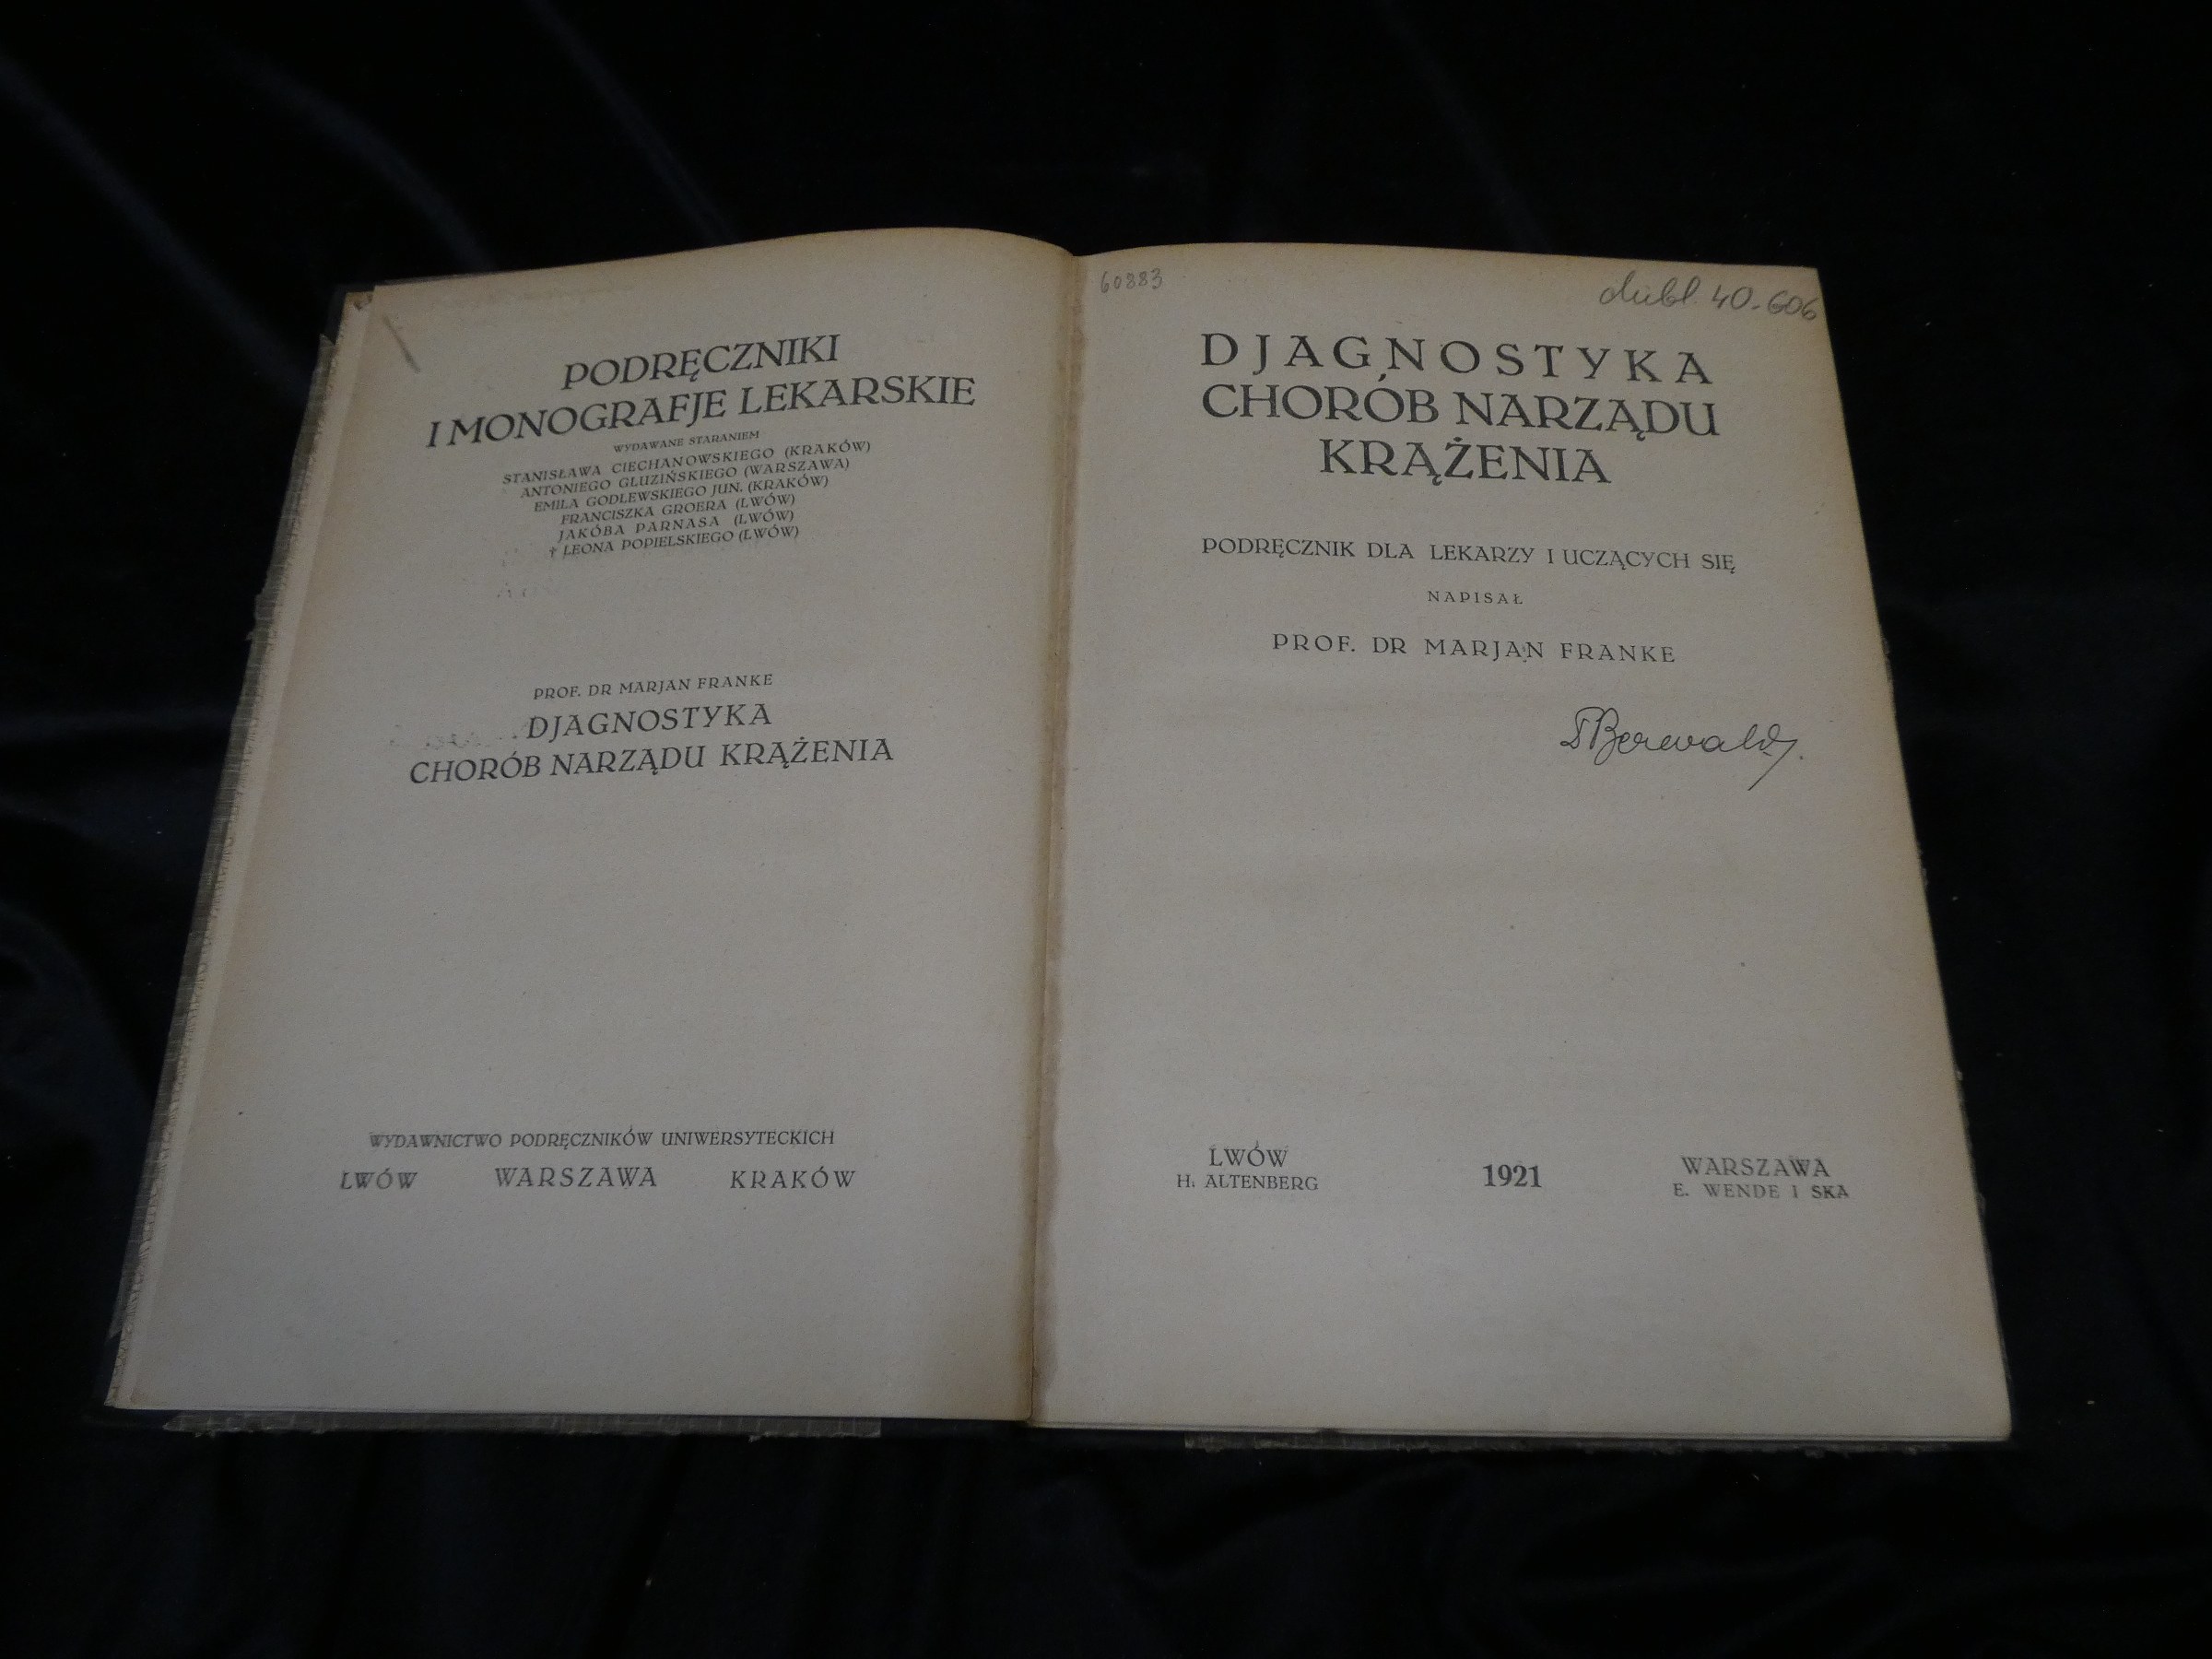 PODRĘCZNIKI
I MONOGRAFJE LEKARSKIE
WYDAWANE STARANIEM
STANISŁAWA CIECHANOWSKIEGO (KRAKÓW)
ANTONIEGO GLUZIŃSKIEGO (WARSZAWA)
EMILA GODLEWSKIEGO JUN. (KRAKÓW)
FRANCISZKA GROERA (LWÓW)
JAKÓBA PARNASA (LWÓW)
† LEONA POPIELSKIEGO (LWÓW)
PROF. DR MARJAN FRANKE
DJAGNOSTYKA
CHORÓB NARZĄDU KRĄŻENIA
WYDAWNICTWO PODRĘCZNIKÓW UNIWERSYTECKICH
LWÓW WARSZAWA KRAKÓW
60883
dubl. 40.606
DJAGNOSTYKA
CHORÓB NARZĄDU
KRĄŻENIA
PODRĘCZNIK DLA LEKARZY I UCZĄCYCH SIĘ
NAPISAŁ
PROF. DR MARJAN FRANKE
Berwald
LWÓW 1921 WARSZAWA
H. ALTENBERG E. WENDE I SKA